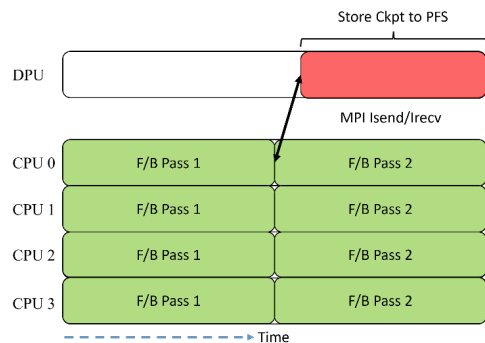 Store Ckpt to PFS
DPU
MPI Isend/Irecv
CPU 0 F/B Pass 1 F/B Pass 2
CPU 1 F/B Pass 1 F/B Pass 2
CPU 2 F/B Pass 1 F/B Pass 2
CPU 3 F/B Pass 1 F/B Pass 2
Time